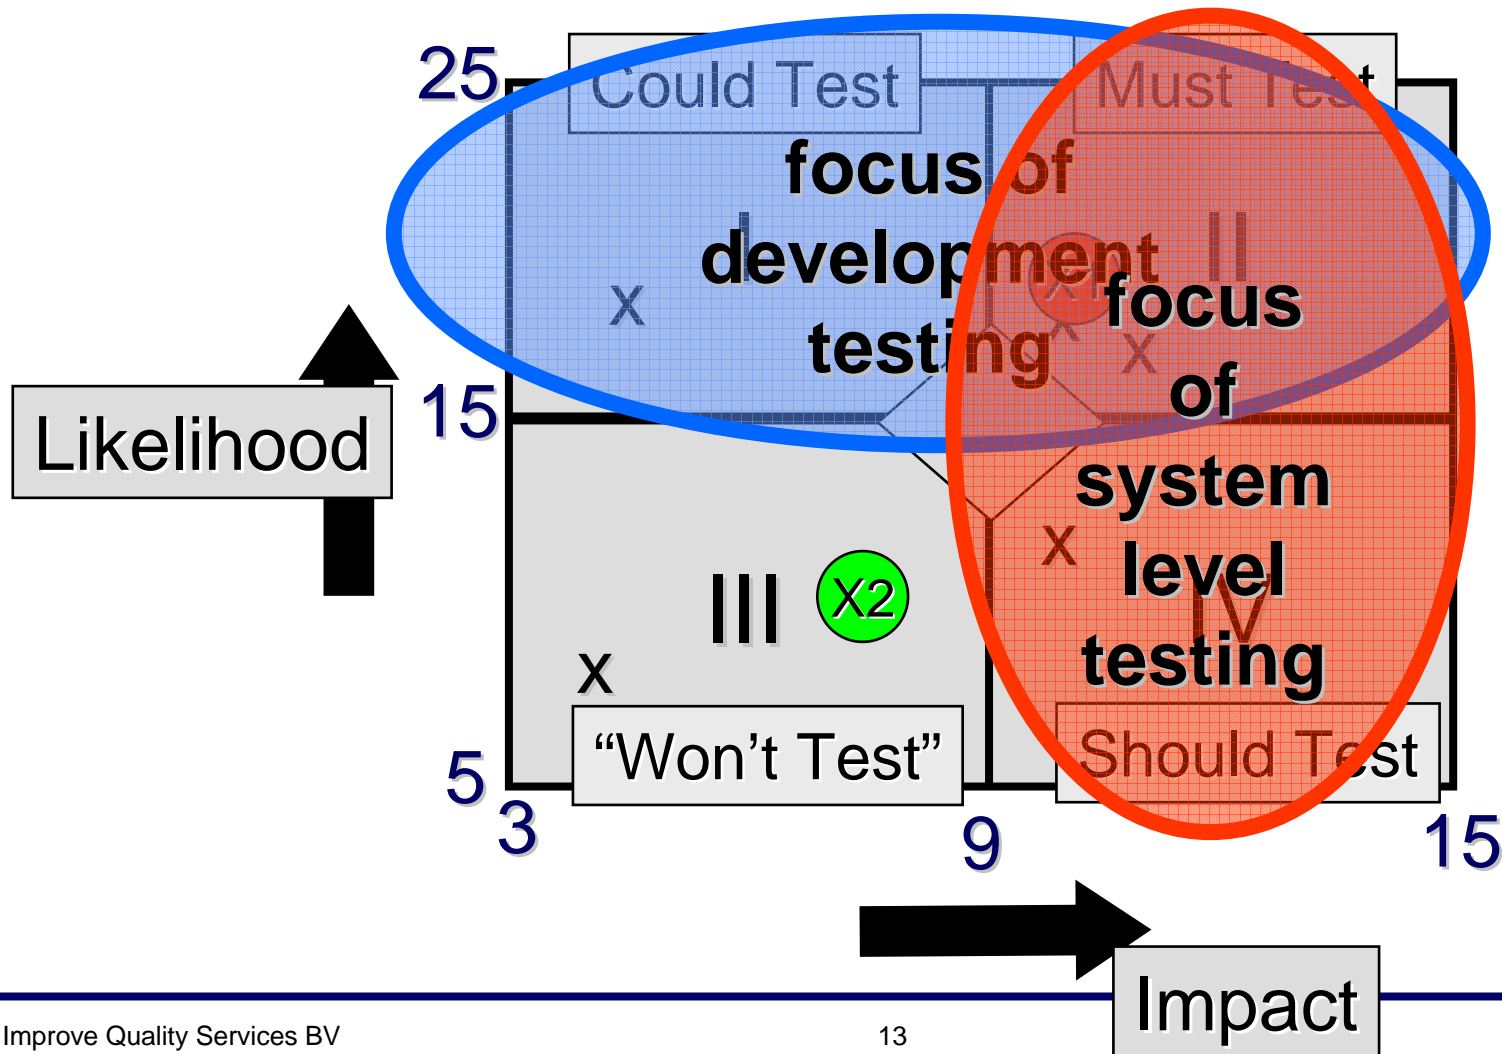 25
Could Test
Must Test
focus of
development
testing
I
II
x
x
x
focus
of
system
level
testing
15
Likelihood
x
III
X2
IV
x
"Won't Test"
Should Test
5
3
9
15
Impact
Improve Quality Services BV
13